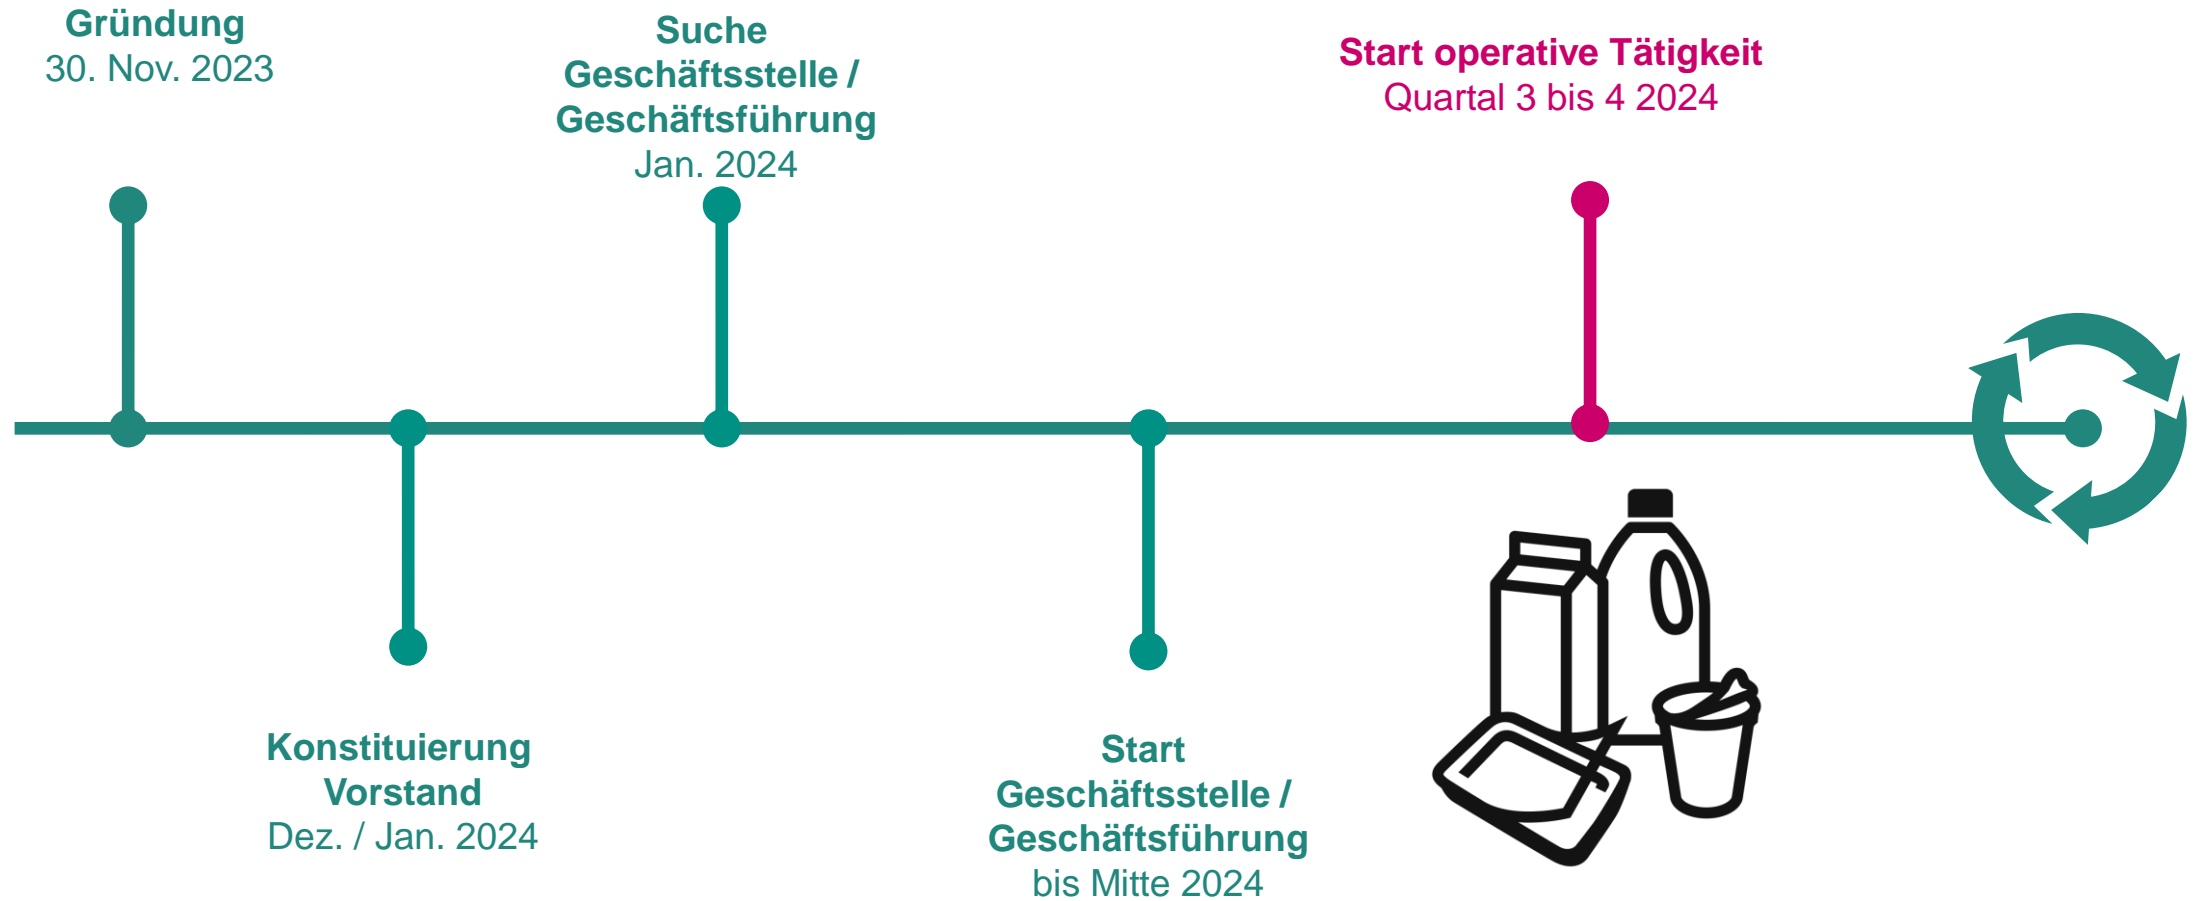 Gründung
30. Nov. 2023
Konstituierung
Vorstand
Dez. / Jan. 2024
Suche
Geschäftsstelle /
Geschäftsführung
Jan. 2024
Start
Geschäftsstelle /
Geschäftsführung
bis Mitte 2024
Start operative Tätigkeit
Quartal 3 bis 4 2024